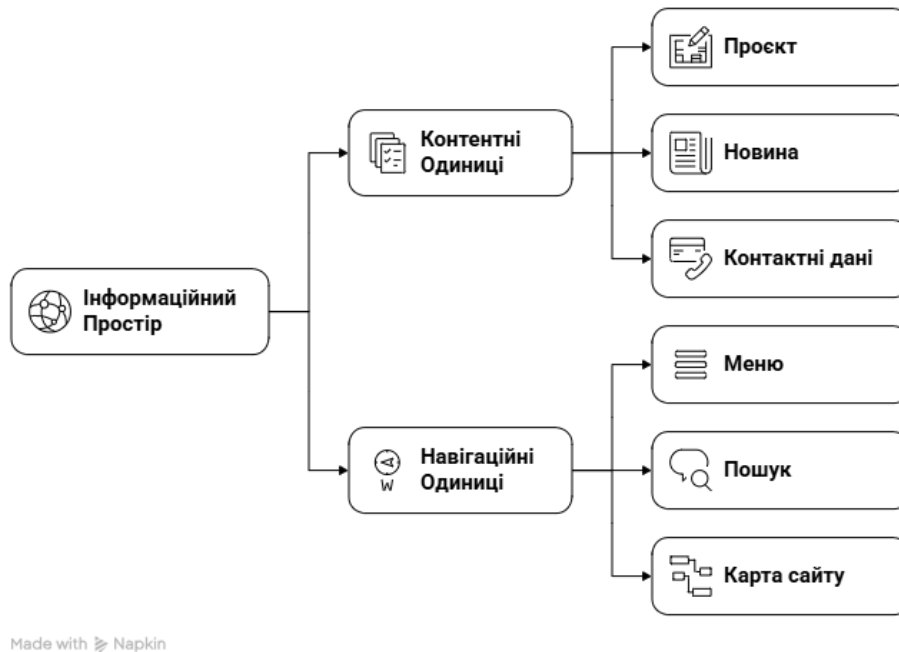 Проєкт
Контентні
Одиниці
Новина
Контактні дані
Інформаційний
Простір
Меню
Навігаційні
Одиниці
W
Пошук
Карта сайту
Made with Napkin